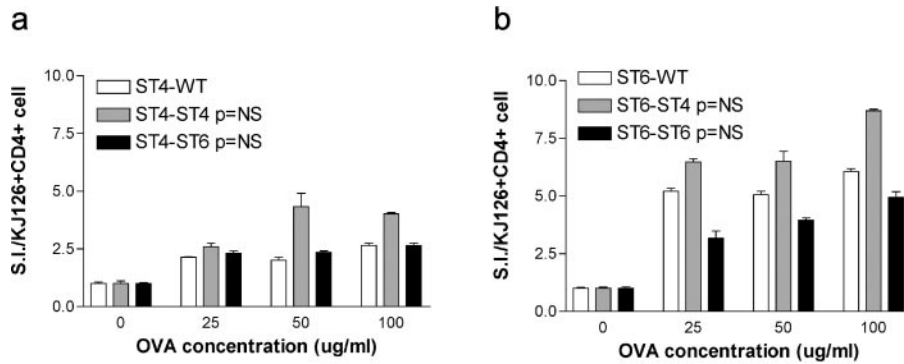 a
10.0
7.5
5.0
2.5
0.0
S.I./KJ126+CD4+ cell
ST4-WT
ST4-ST4 p=NS
ST4-ST6 p=NS
0 25 50 100
OVA concentration (ug/ml)
b
10.0
7.5
5.0
2.5
0.0
S.I./KJ126+CD4+ cell
ST6-WT
ST6-ST4 p=NS
ST6-ST6 p=NS
0 25 50 100
OVA concentration (ug/ml)